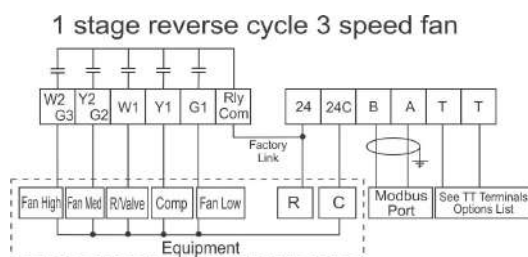 1 stage reverse cycle 3 speed fan
W2 G3
Y2 G2
W1
Y1
G1
Rly Com
24
24C
B
A
T
T
Factory Link
Fan High
Fan Med
R/Valve
Comp
Fan Low
R
C
Modbus Port
See TT Terminals Options List
Equipment